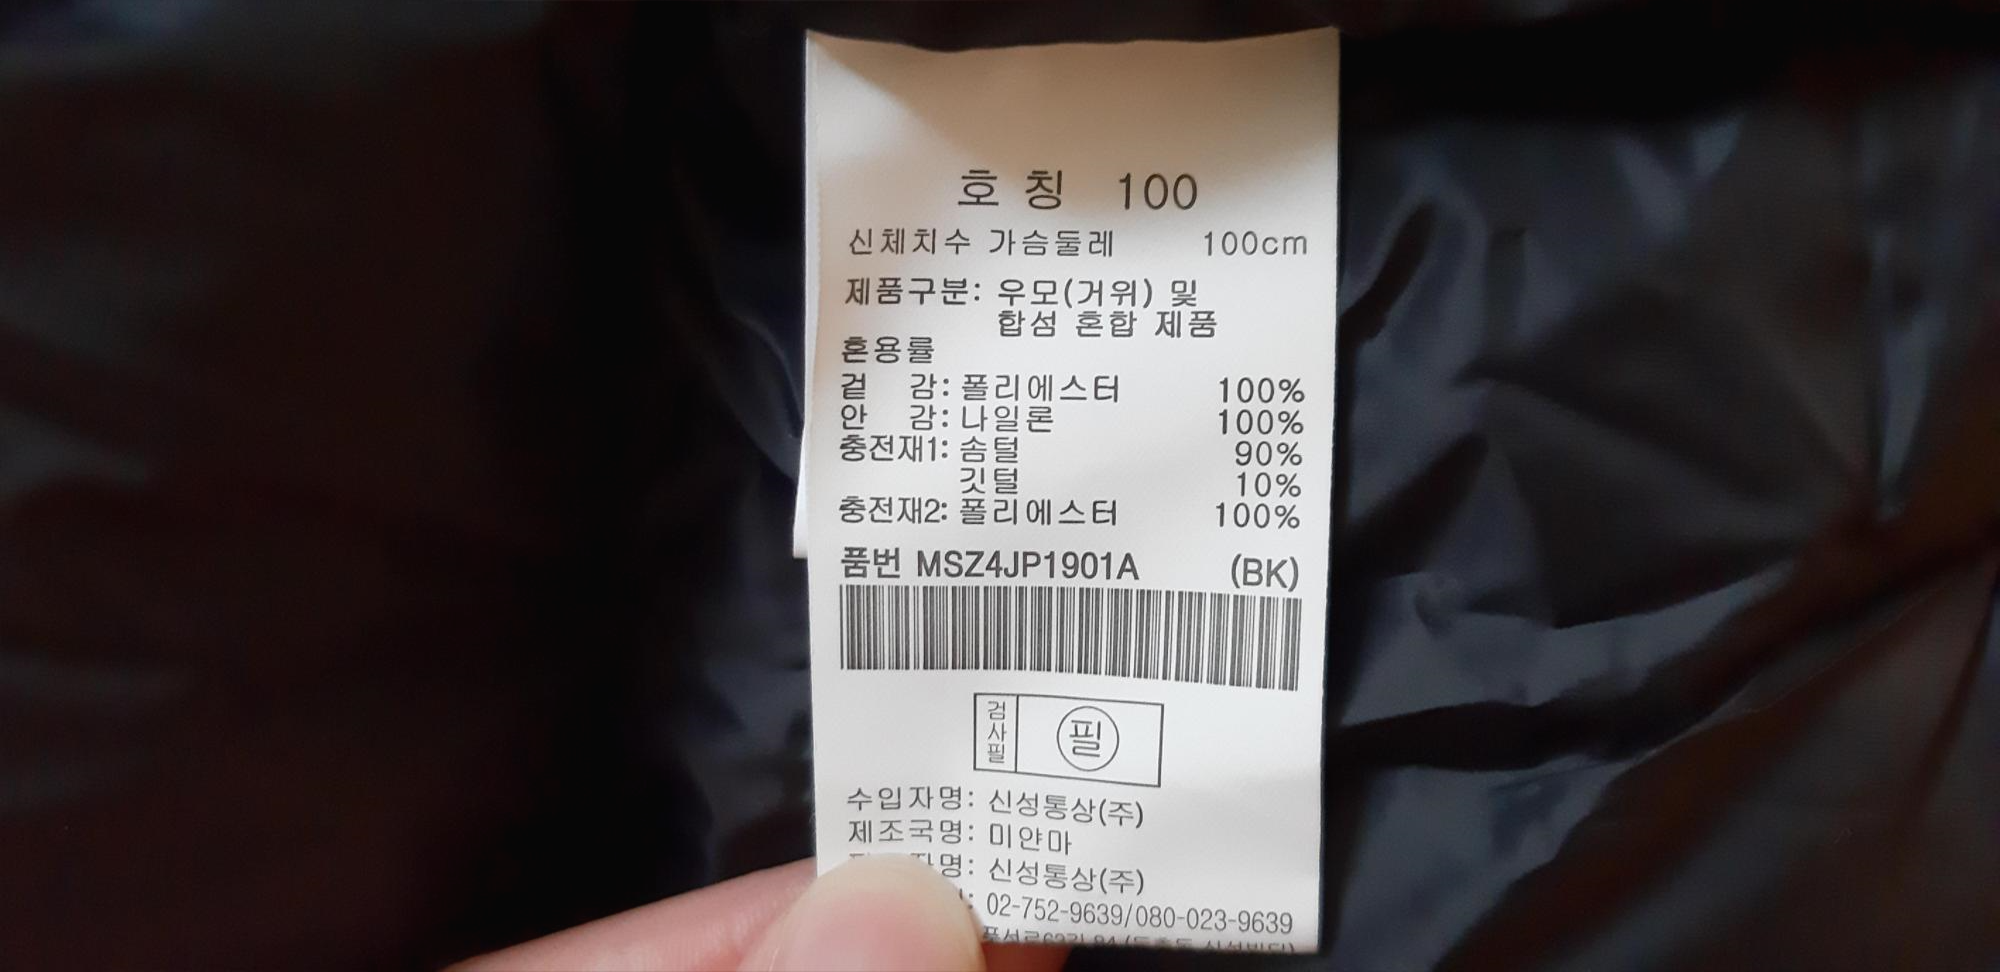 호 칭 100
신체치수 가슴둘레 100cm
제품구분: 우모(거위) 및
합섬 혼합 제품
혼용률
겉 감: 폴리에스터 100%
안 감: 나일론 100%
충전재1: 솜털 90%
깃털 10%
충전재2: 폴리에스터 100%
품번 MSZ4JP1901A (BK)
검사필 필
수입자명: 신성통상(주)
제조국명: 미얀마
자명: 신성통상(주)
: 02-752-9639/080-023-9639